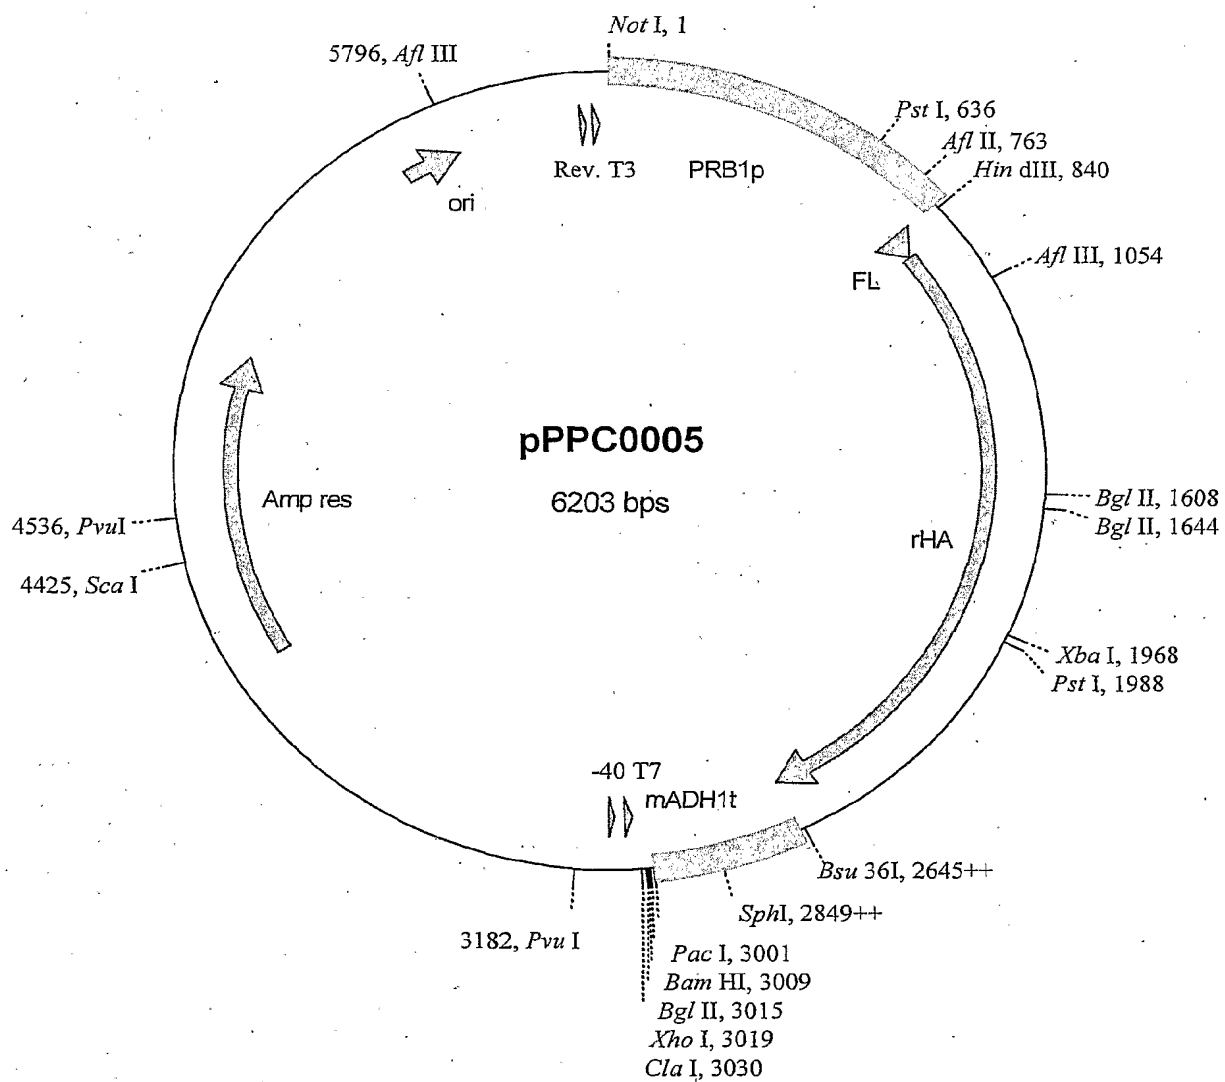 Not I, 1
5796, Afl III
Pst I, 636
Afl II, 763
Hin dIII, 840
Rev. T3
PRB1p
ori
Afl III, 1054
FL
pPPC0005
6203 bps
Amp res
Bgl II, 1608
Bgl II, 1644
4536, PvuI
rHA
4425, Sca I
Xba I, 1968
Pst I, 1988
-40 T7
mADH1t
Bsu 36I, 2645++
SphI, 2849++
3182, Pvu I
Pac I, 3001
Bam HI, 3009
Bgl II, 3015
Xho I, 3019
Cla I, 3030